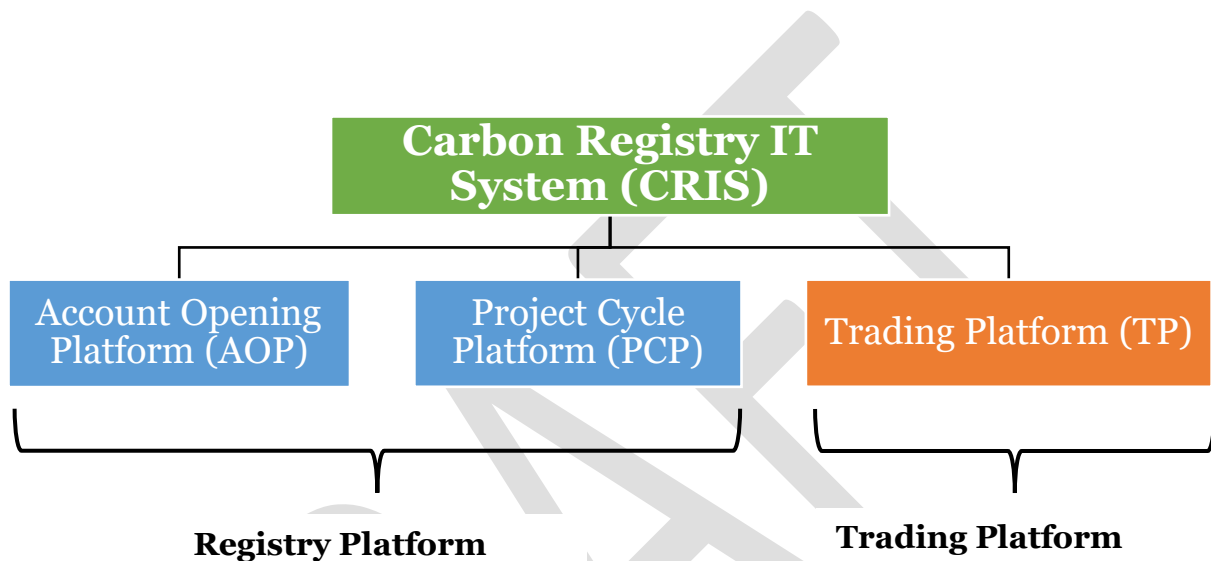 Carbon Registry IT
System (CRIS)
Account Opening
Platform (AOP)
Project Cycle
Platform (PCP)
Trading Platform (TP)
Registry Platform
Trading Platform